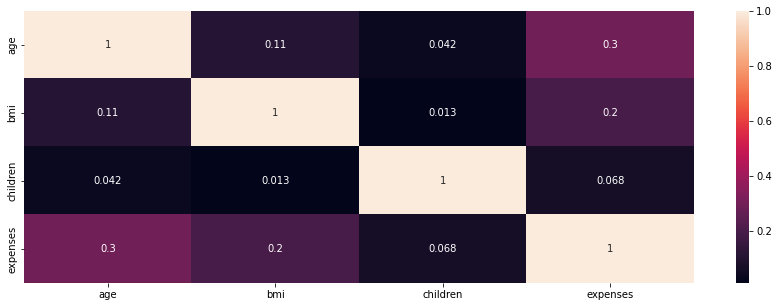 age 1 0.11 0.042 0.3
bmi 0.11 1 0.013 0.2
children 0.042 0.013 1 0.068
expenses 0.3 0.2 0.068 1
age bmi children expenses
1.0
0.8
0.6
0.4
0.2